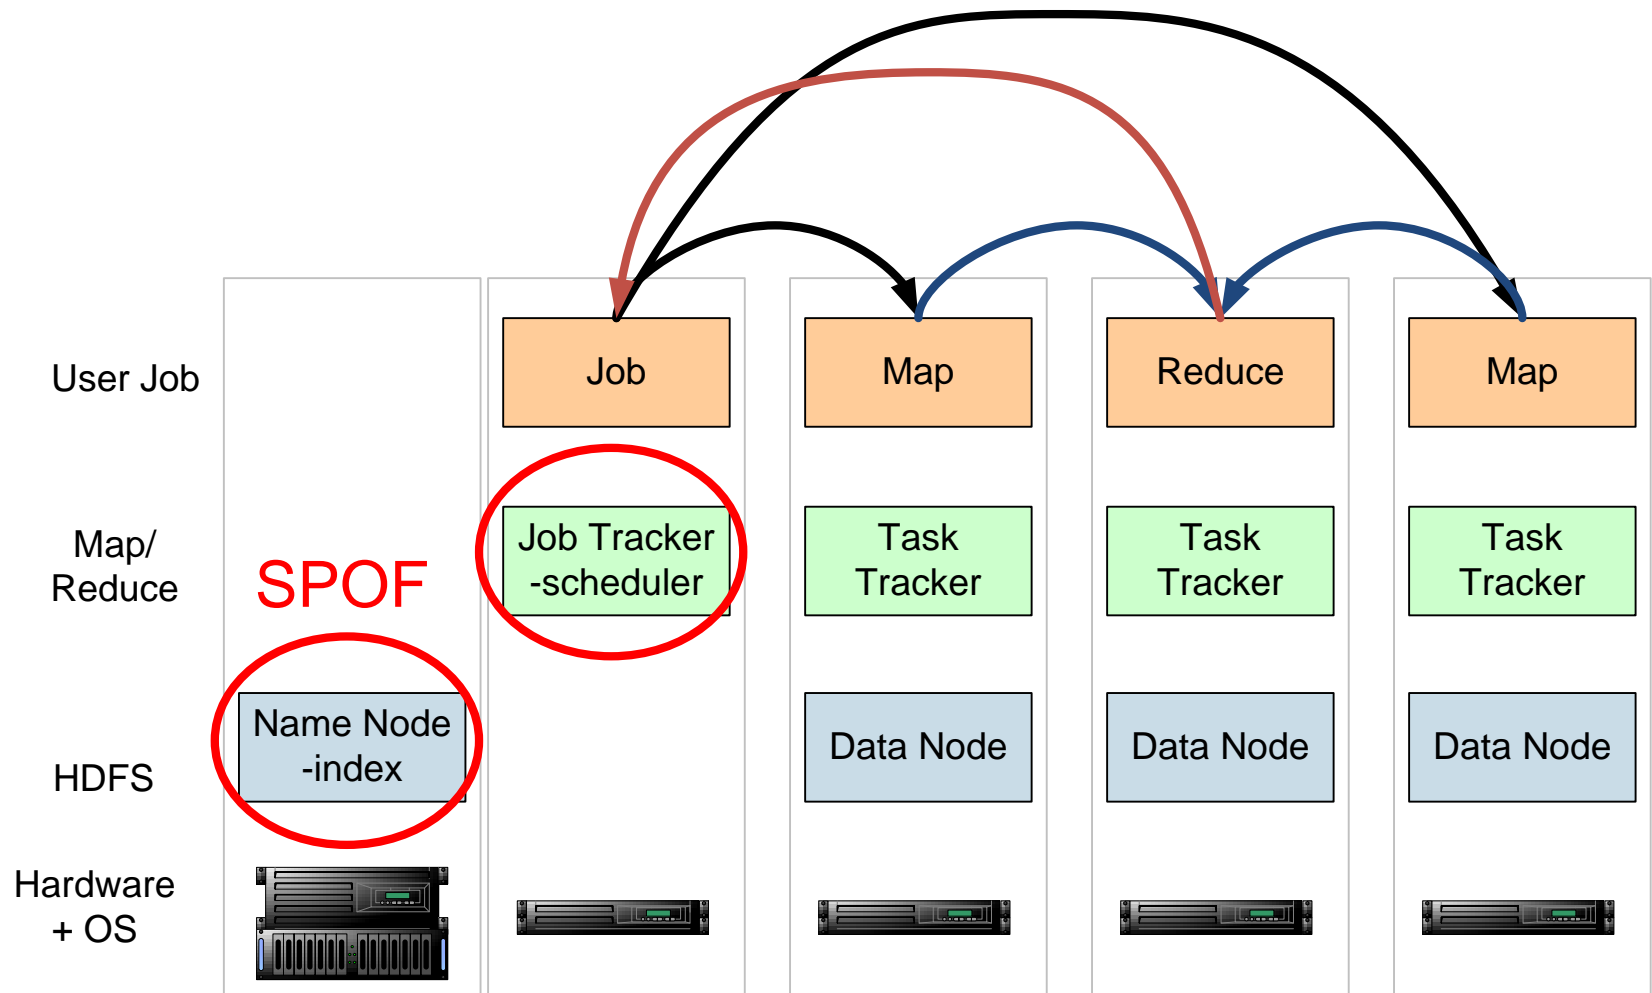 User Job
Job
Map
Reduce
Map
Map/
Reduce
SPOF
Job Tracker
-scheduler
Task
Tracker
Task
Tracker
Task
Tracker
HDFS
Name Node
-index
Data Node
Data Node
Data Node
Hardware
+ OS